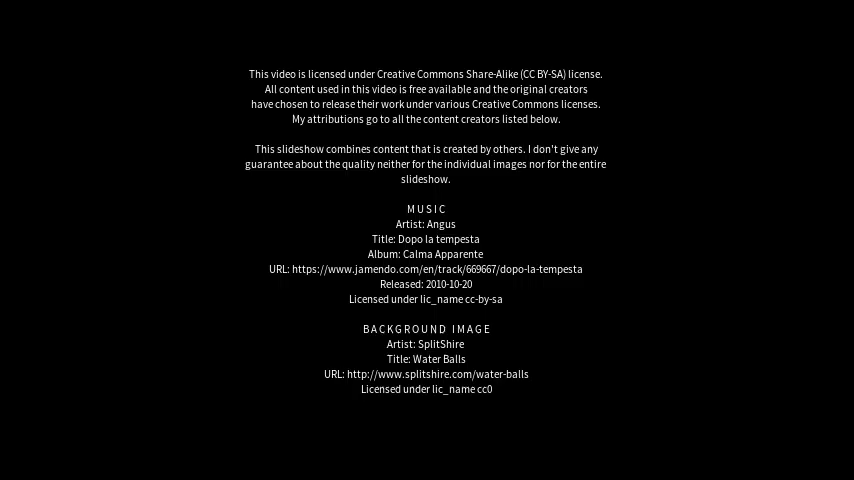 This video is licensed under Creative Commons Share-Alike (CC BY-SA) license.
All content used in this video is free available and the original creators
have chosen to release their work under various Creative Commons licenses.
My attributions go to all the content creators listed below.
This slideshow combines content that is created by others. I don't give any
guarantee about the quality neither for the individual images nor for the entire
slideshow.
MUSIC
Artist: Angus
Title: Dopo la tempesta
Album: Calma Apparente
URL: https://www.jamendo.com/en/track/669667/dopo-la-tempesta
Released: 2010-10-20
Licensed under lic_name cc-by-sa
BACKGROUND IMAGE
Artist: SplitShire
Title: Water Balls
URL: http://www.splitshire.com/water-balls
Licensed under lic_name cc0